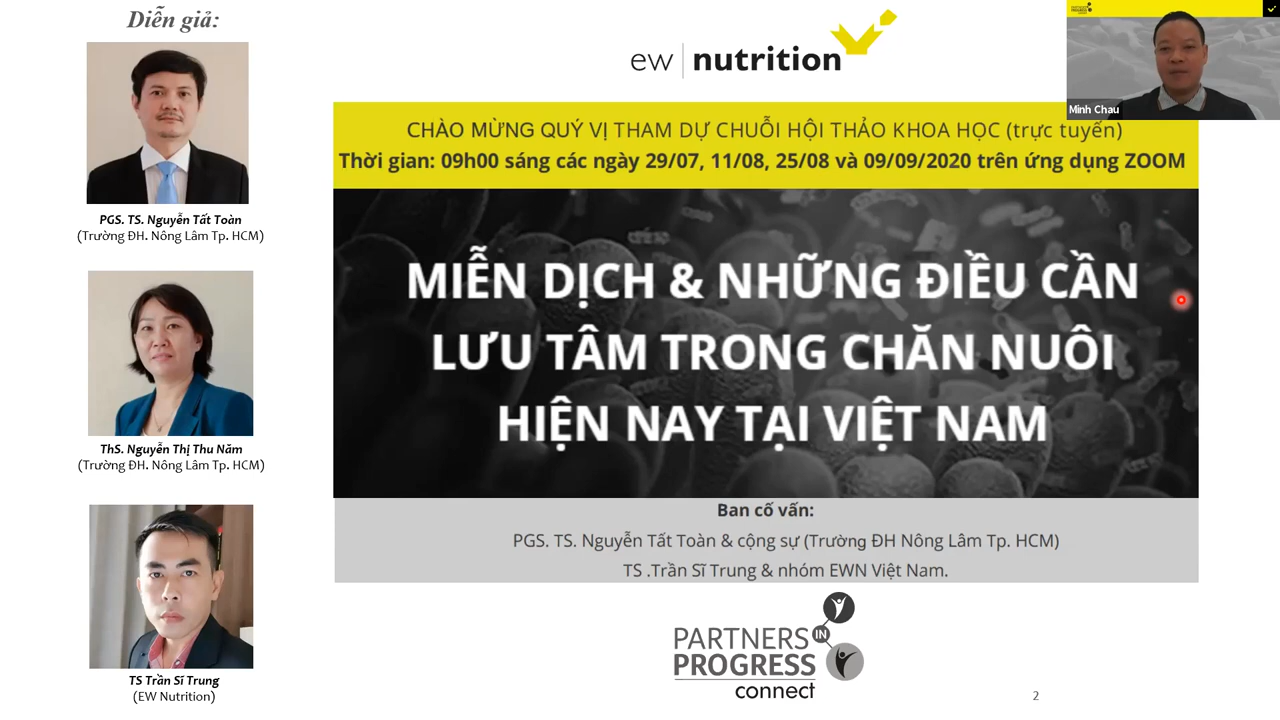 Diễn giả:
PGS. TS. Nguyễn Tất Toàn
(Trường ĐH. Nông Lâm Tp. HCM)
ThS. Nguyễn Thị Thu Năm
(Trường ĐH. Nông Lâm Tp. HCM)
TS Trần Sĩ Trung
(EW Nutrition)
ew nutrition
CHÀO MỪNG QUÝ VỊ THAM DỰ CHUỖI HỘI THẢO KHOA HỌC (trực tuyến)
Thời gian: 09h00 sáng các ngày 29/07, 11/08, 25/08 và 09/09/2020 trên ứng dụng ZOOM
MIỄN DỊCH & NHỮNG ĐIỀU CẦN
LƯU TÂM TRONG CHĂN NUÔI
HIỆN NAY TẠI VIỆT NAM
Ban cố vấn:
PGS. TS. Nguyễn Tất Toàn & cộng sự (Trường ĐH Nông Lâm Tp. HCM)
TS .Trần Sĩ Trung & nhóm EWN Việt Nam.
PARTNERS IN
PROGRESS
connect
2
Minh Chau